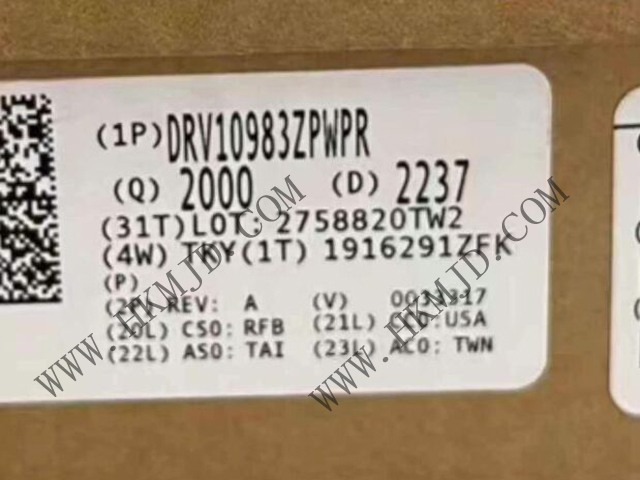 (1P) DRV10983ZPWPR
(Q) 2000 (D) 2237
(31T)LOT: 2758820TW2
(4W) TKY(1T) 1916291ZFK
(P)
(2P) REV: A (V) 0033317
(20L) CSO: RFB (21L) CCO:USA
(22L) ASO: TAI (23L) ACO: TWN
WWW.HKMJD.COM
WWW.HKMJD.COM